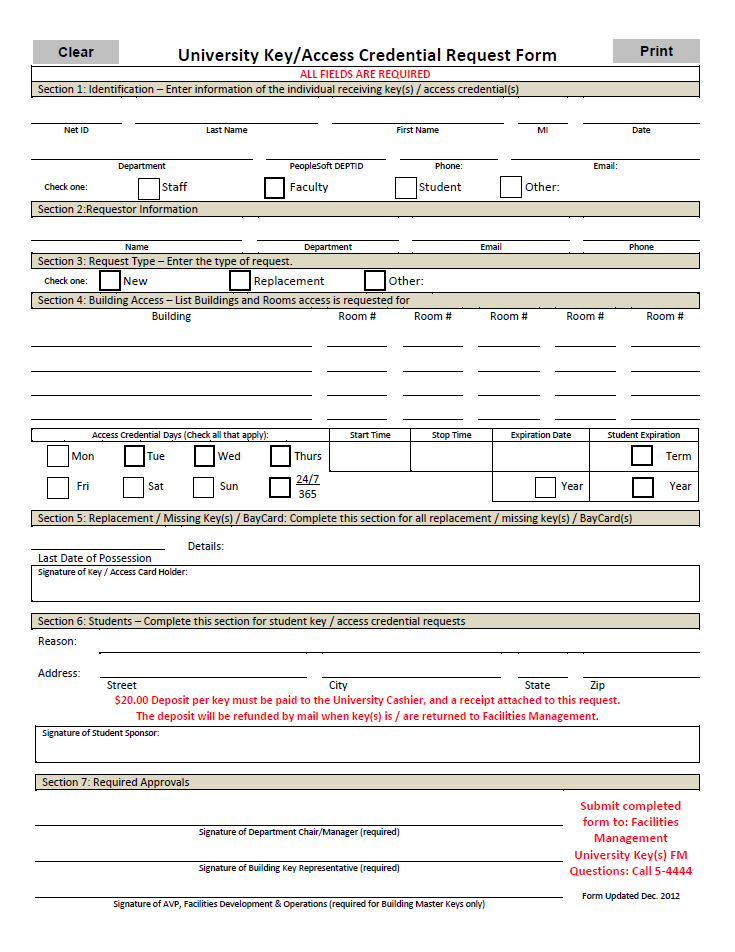 Clear
University Key/Access Credential Request Form
Print
ALL FIELDS ARE REQUIRED
Section 1: Identification – Enter information of the individual receiving key(s) / access credential(s)
Net ID Last Name First Name MI Date
Department PeopleSoft DEPTID Phone: Email:
Check one: Staff Faculty Student Other:
Section 2:Requestor Information
Name Department Email Phone
Section 3: Request Type – Enter the type of request.
Check one: New Replacement Other:
Section 4: Building Access – List Buildings and Rooms access is requested for
Building Room # Room # Room # Room # Room #
Access Credential Days (Check all that apply): Start Time Stop Time Expiration Date Student Expiration
Mon Tue Wed Thurs Term
Fri Sat Sun 24/7 Year Year
365
Section 5: Replacement / Missing Key(s) / BayCard: Complete this section for all replacement / missing key(s) / BayCard(s)
Details:
Last Date of Possession
Signature of Key / Access Card Holder:
Section 6: Students – Complete this section for student key / access credential requests
Reason:
Address:
Street City State Zip
$20.00 Deposit per key must be paid to the University Cashier, and a receipt attached to this request.
The deposit will be refunded by mail when key(s) is / are returned to Facilities Management.
Signature of Student Sponsor:
Section 7: Required Approvals
Signature of Department Chair/Manager (required)
Signature of Building Key Representative (required)
Signature of AVP, Facilities Development & Operations (required for Building Master Keys only)
Submit completed
form to: Facilities
Management
University Key(s) FM
Questions: Call 5-4444
Form Updated Dec. 2012